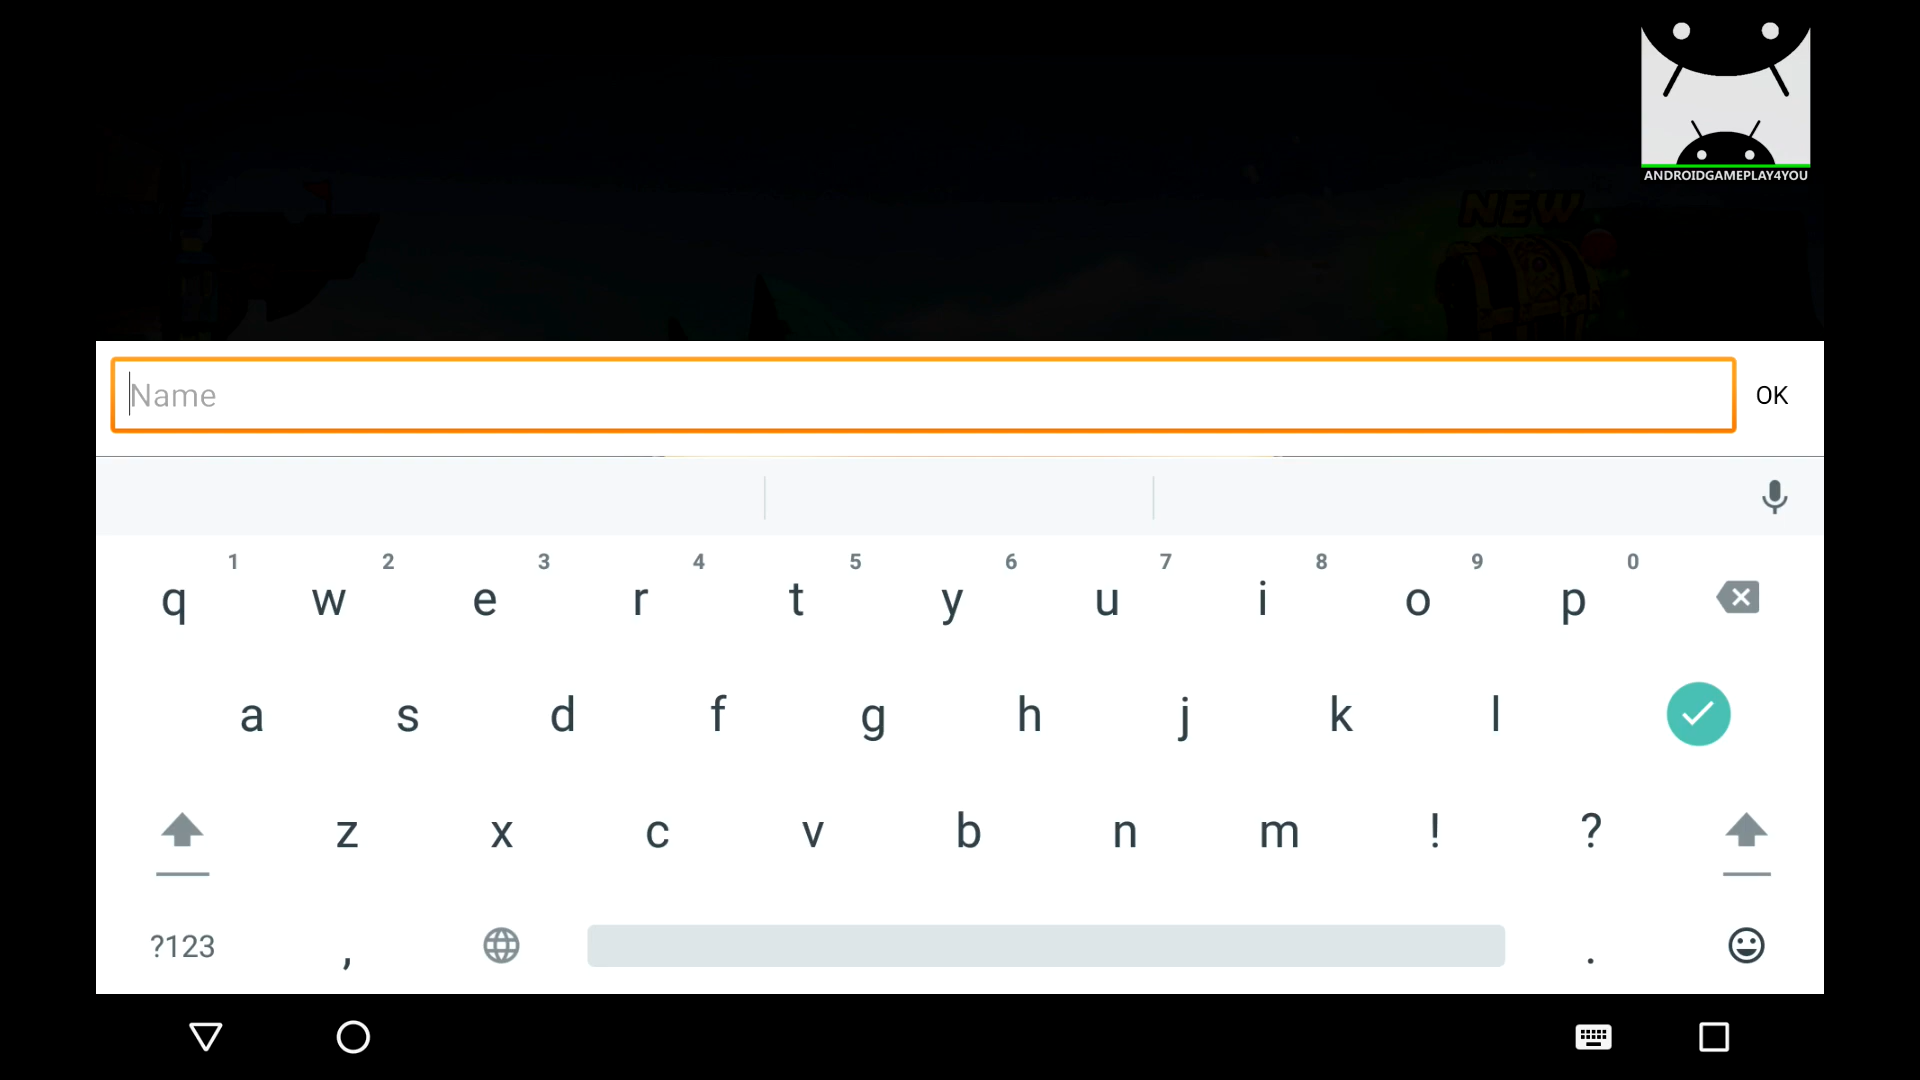 ANDROIDGAMEPLAY4YOU
NEW
Name
OK
1 2 3 4 5 6 7 8 9 0
q w e r t y u i o p
a s d f g h j k l
z x c v b n m ! ?
?123 , .